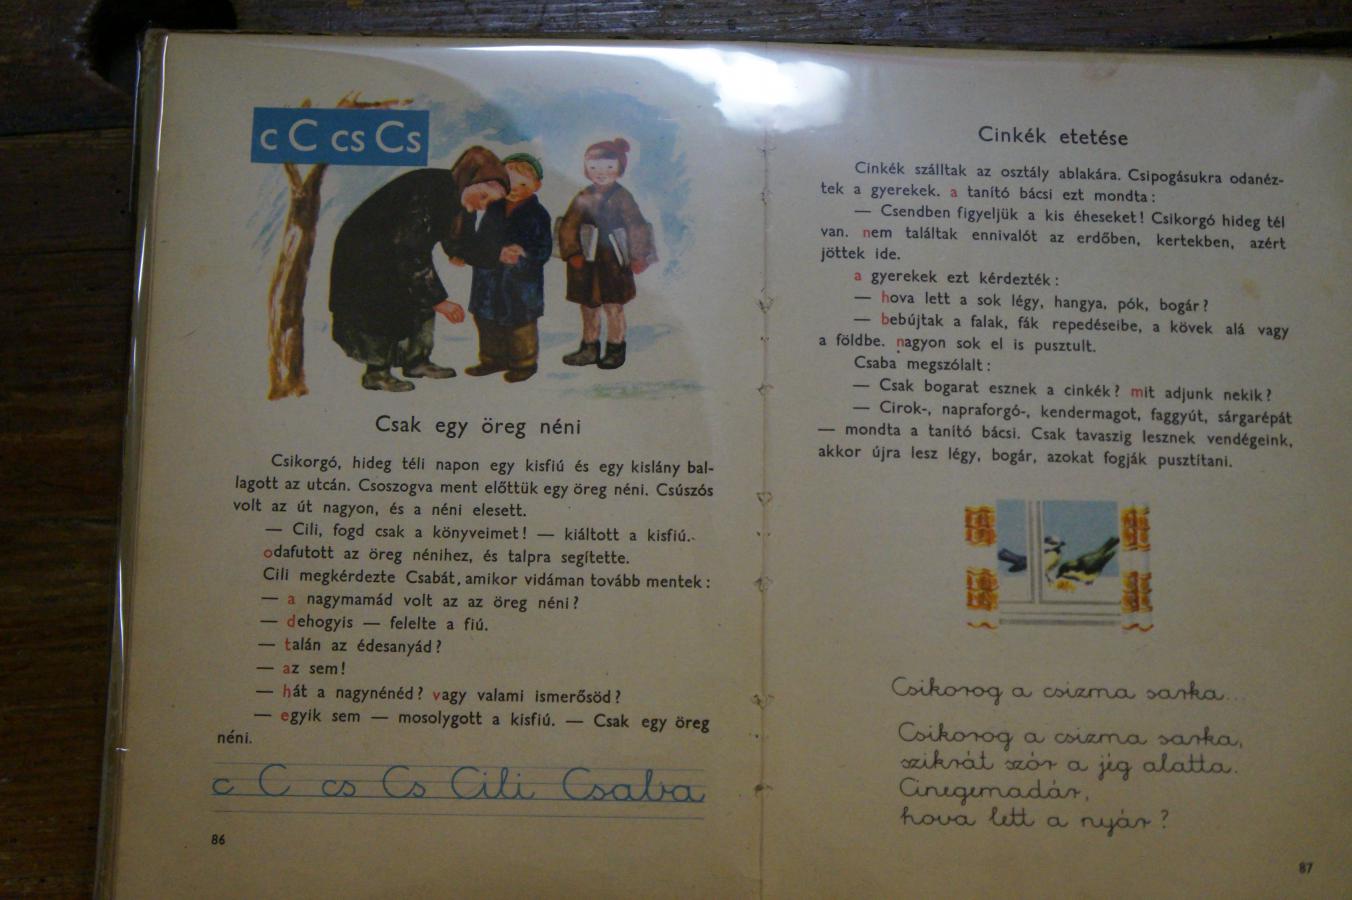 c C cs Cs
Csak egy öreg néni
Csikorgó, hideg téli napon egy kisfiú és egy kislány bal-
lagott az utcán. Csoszogva ment előttük egy öreg néni. Csúszós
volt az út nagyon, és a néni elesett.
— Cili, fogd csak a könyveimet! — kiáltott a kisfiú.
odafutott az öreg nénihez, és talpra segítette.
Cili megkérdezte Csabát, amikor vidáman tovább mentek:
— a nagymamád volt az az öreg néni?
— dehogyis — felelte a fiú.
— talán az édesanyád?
— az sem!
— hát a nagynénéd? vagy valami ismerősöd?
— egyik sem — mosolygott a kisfiú. — Csak egy öreg
néni.
c C cs Cs Cili Csaba
86
Cinkék etetése
Cinkék szálltak az osztály ablakára. Csipogásukra odanéz-
tek a gyerekek. a tanító bácsi ezt mondta:
— Csendben figyeljük a kis éheseket! Csikorgó hideg tél
van. nem találtak ennivalót az erdőben, kertekben, azért
jöttek ide.
a gyerekek ezt kérdezték:
— hova lett a sok légy, hangya, pók, bogár?
— bebújtak a falak, fák repedéseibe, a kövek alá vagy
a földbe. nagyon sok el is pusztult.
Csaba megszólalt:
— Csak bogarat esznek a cinkék? mit adjunk nekik?
— Cirok-, napraforgó-, kendermagot, faggyút, sárgarépát
— mondta a tanító bácsi. Csak tavaszig lesznek vendégeink,
akkor újra lesz légy, bogár, azokat fogják pusztítani.
Csikorog a csizma sarka...
Csikorog a csizma sarka,
szikrát szór a jég alatta.
Cinegemadár,
hova lett a nyár?
87